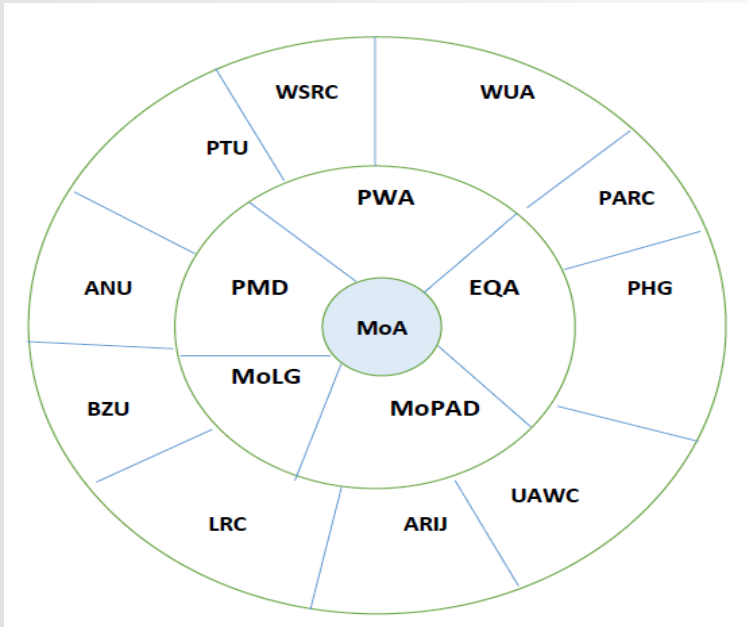 WSRC
WUA
PTU
PWA
PARC
ANU
PMD
EQA
PHG
MoA
MoLG
BZU
MoPAD
UAWC
LRC
ARIJ